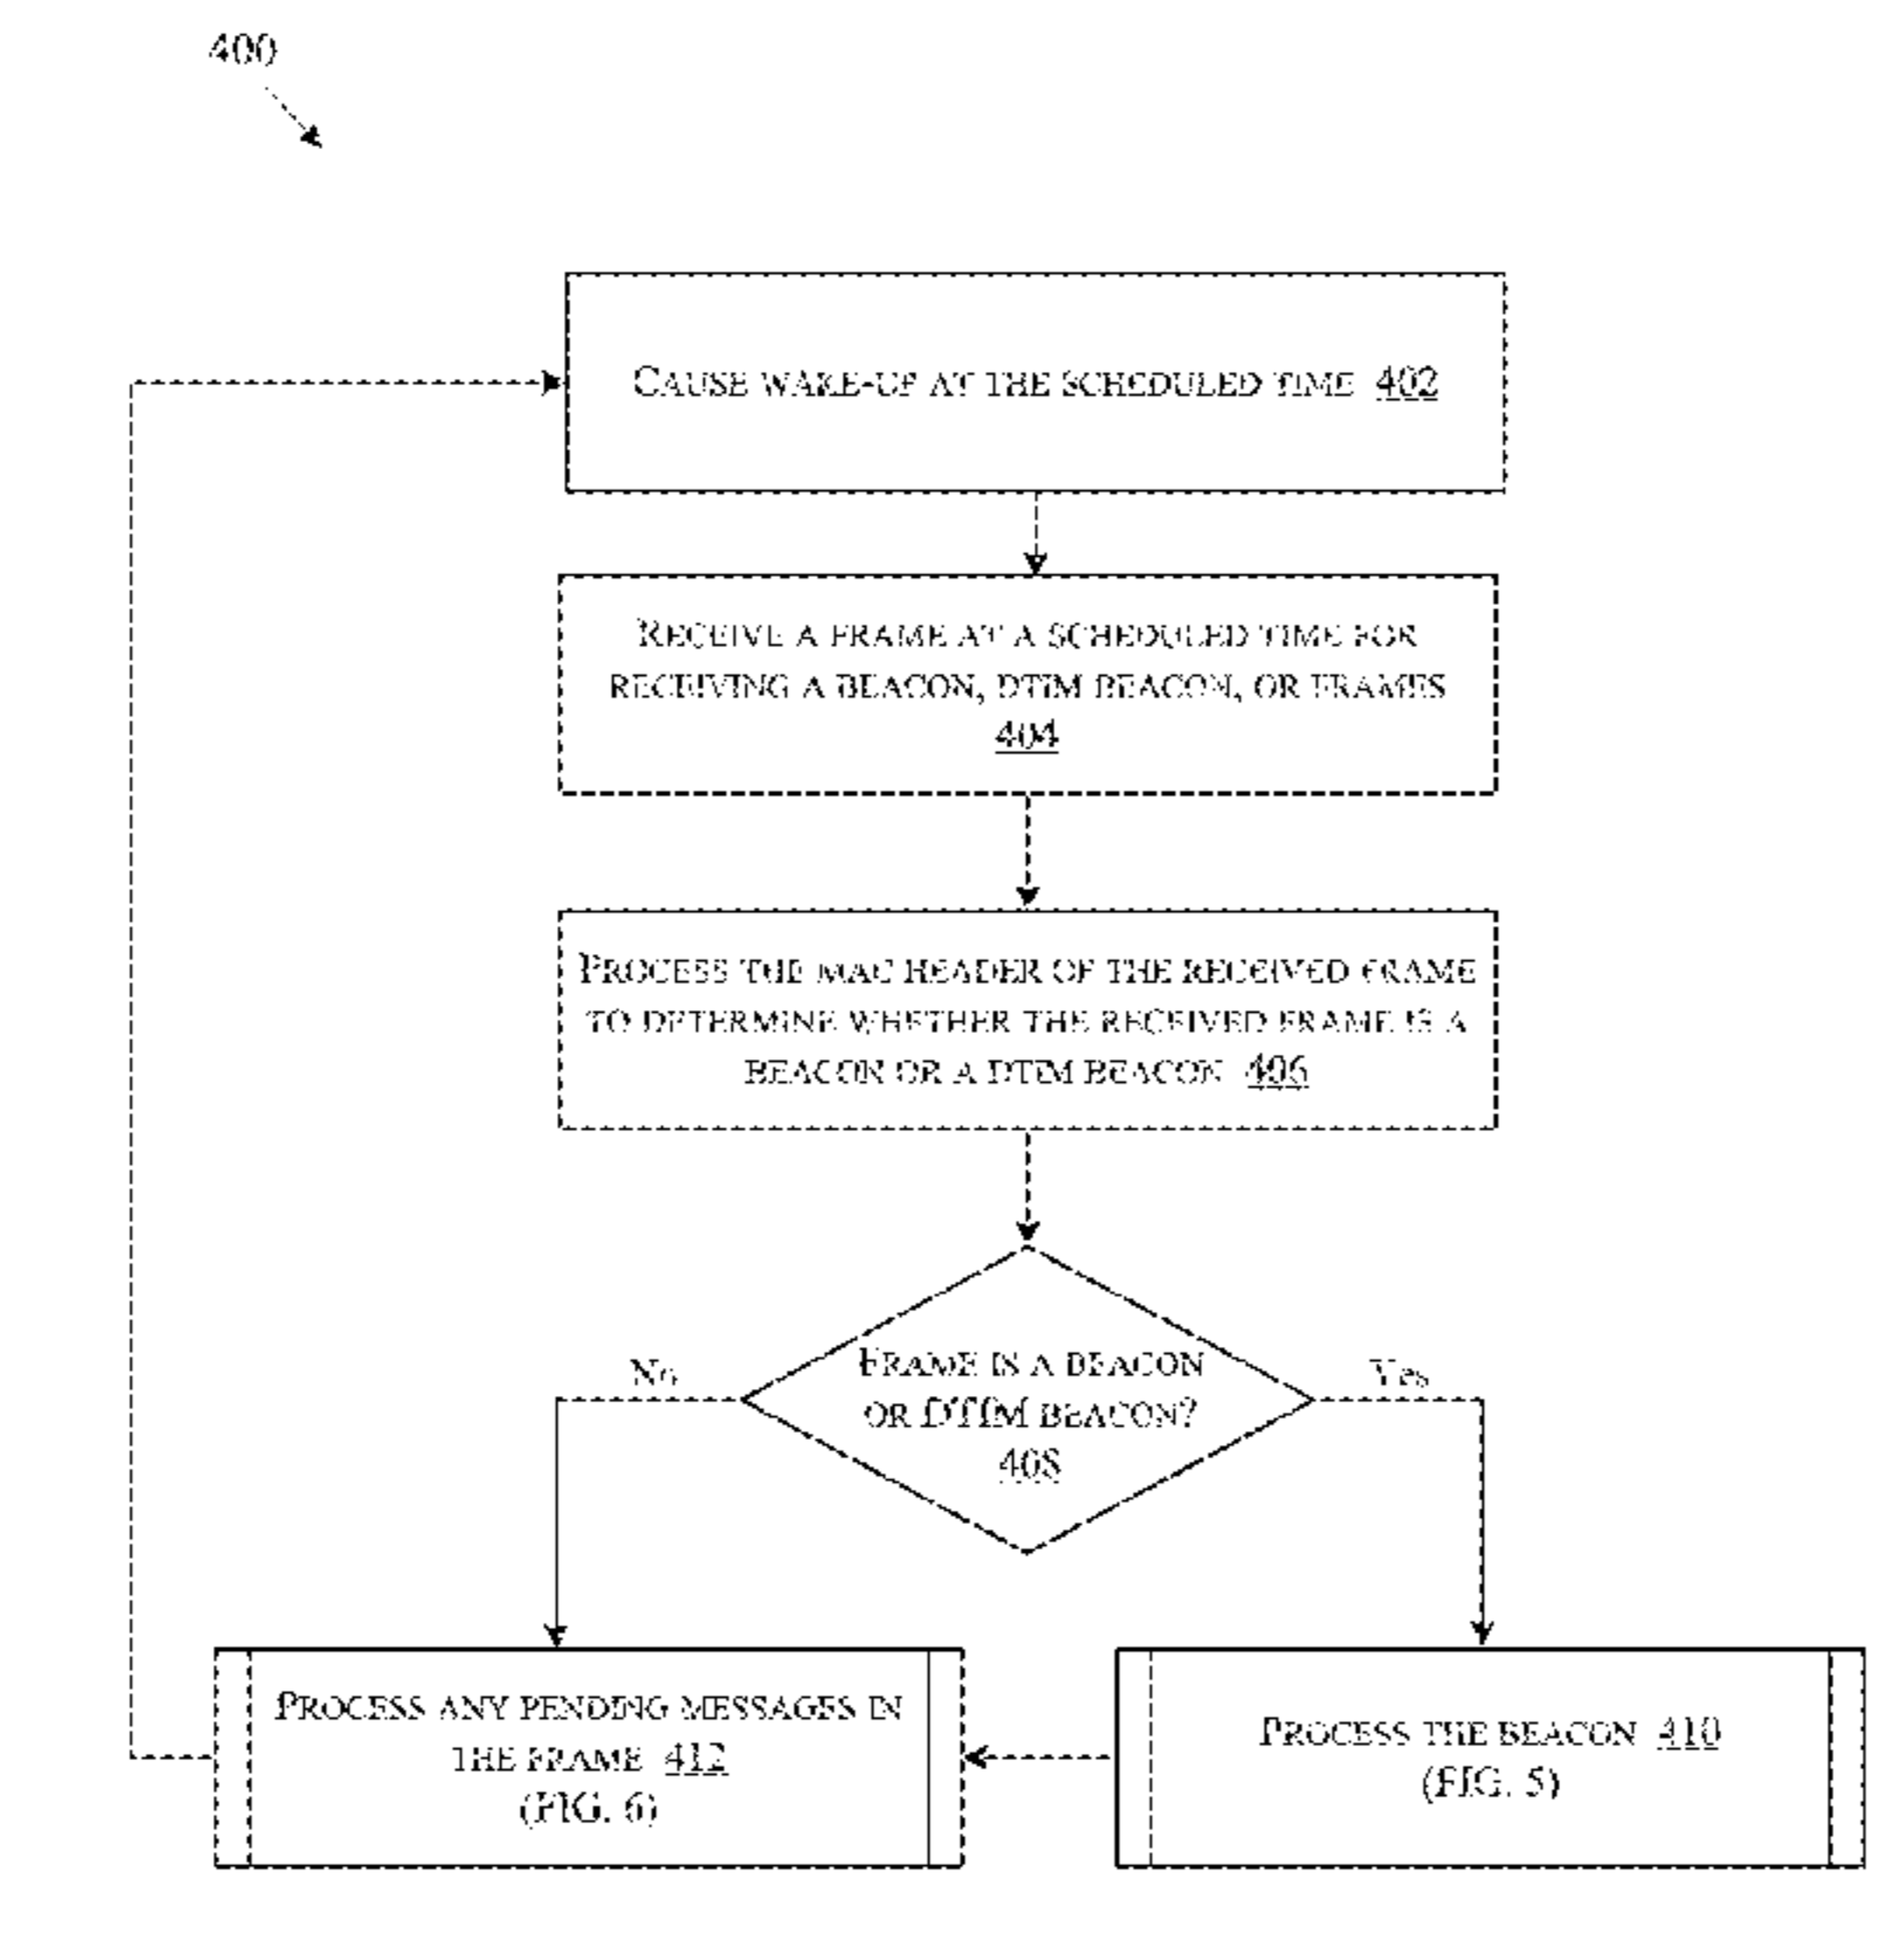 400
CAUSE WAKE-UP AT THE SCHEDULED TIME 402
RECEIVE A FRAME AT A SCHEDULED TIME FOR
RECEIVING A BEACON, DTIM BEACON, OR FRAMES
404
PROCESS THE MAC HEADER OF THE RECEIVED FRAME
TO DETERMINE WHETHER THE RECEIVED FRAME IS A
BEACON OR A DTIM BEACON 406
FRAME IS A BEACON
OR DTIM BEACON?
408
No
Yes
PROCESS ANY PENDING MESSAGES IN
THE FRAME 412
(FIG. 6)
PROCESS THE BEACON 410
(FIG. 5)